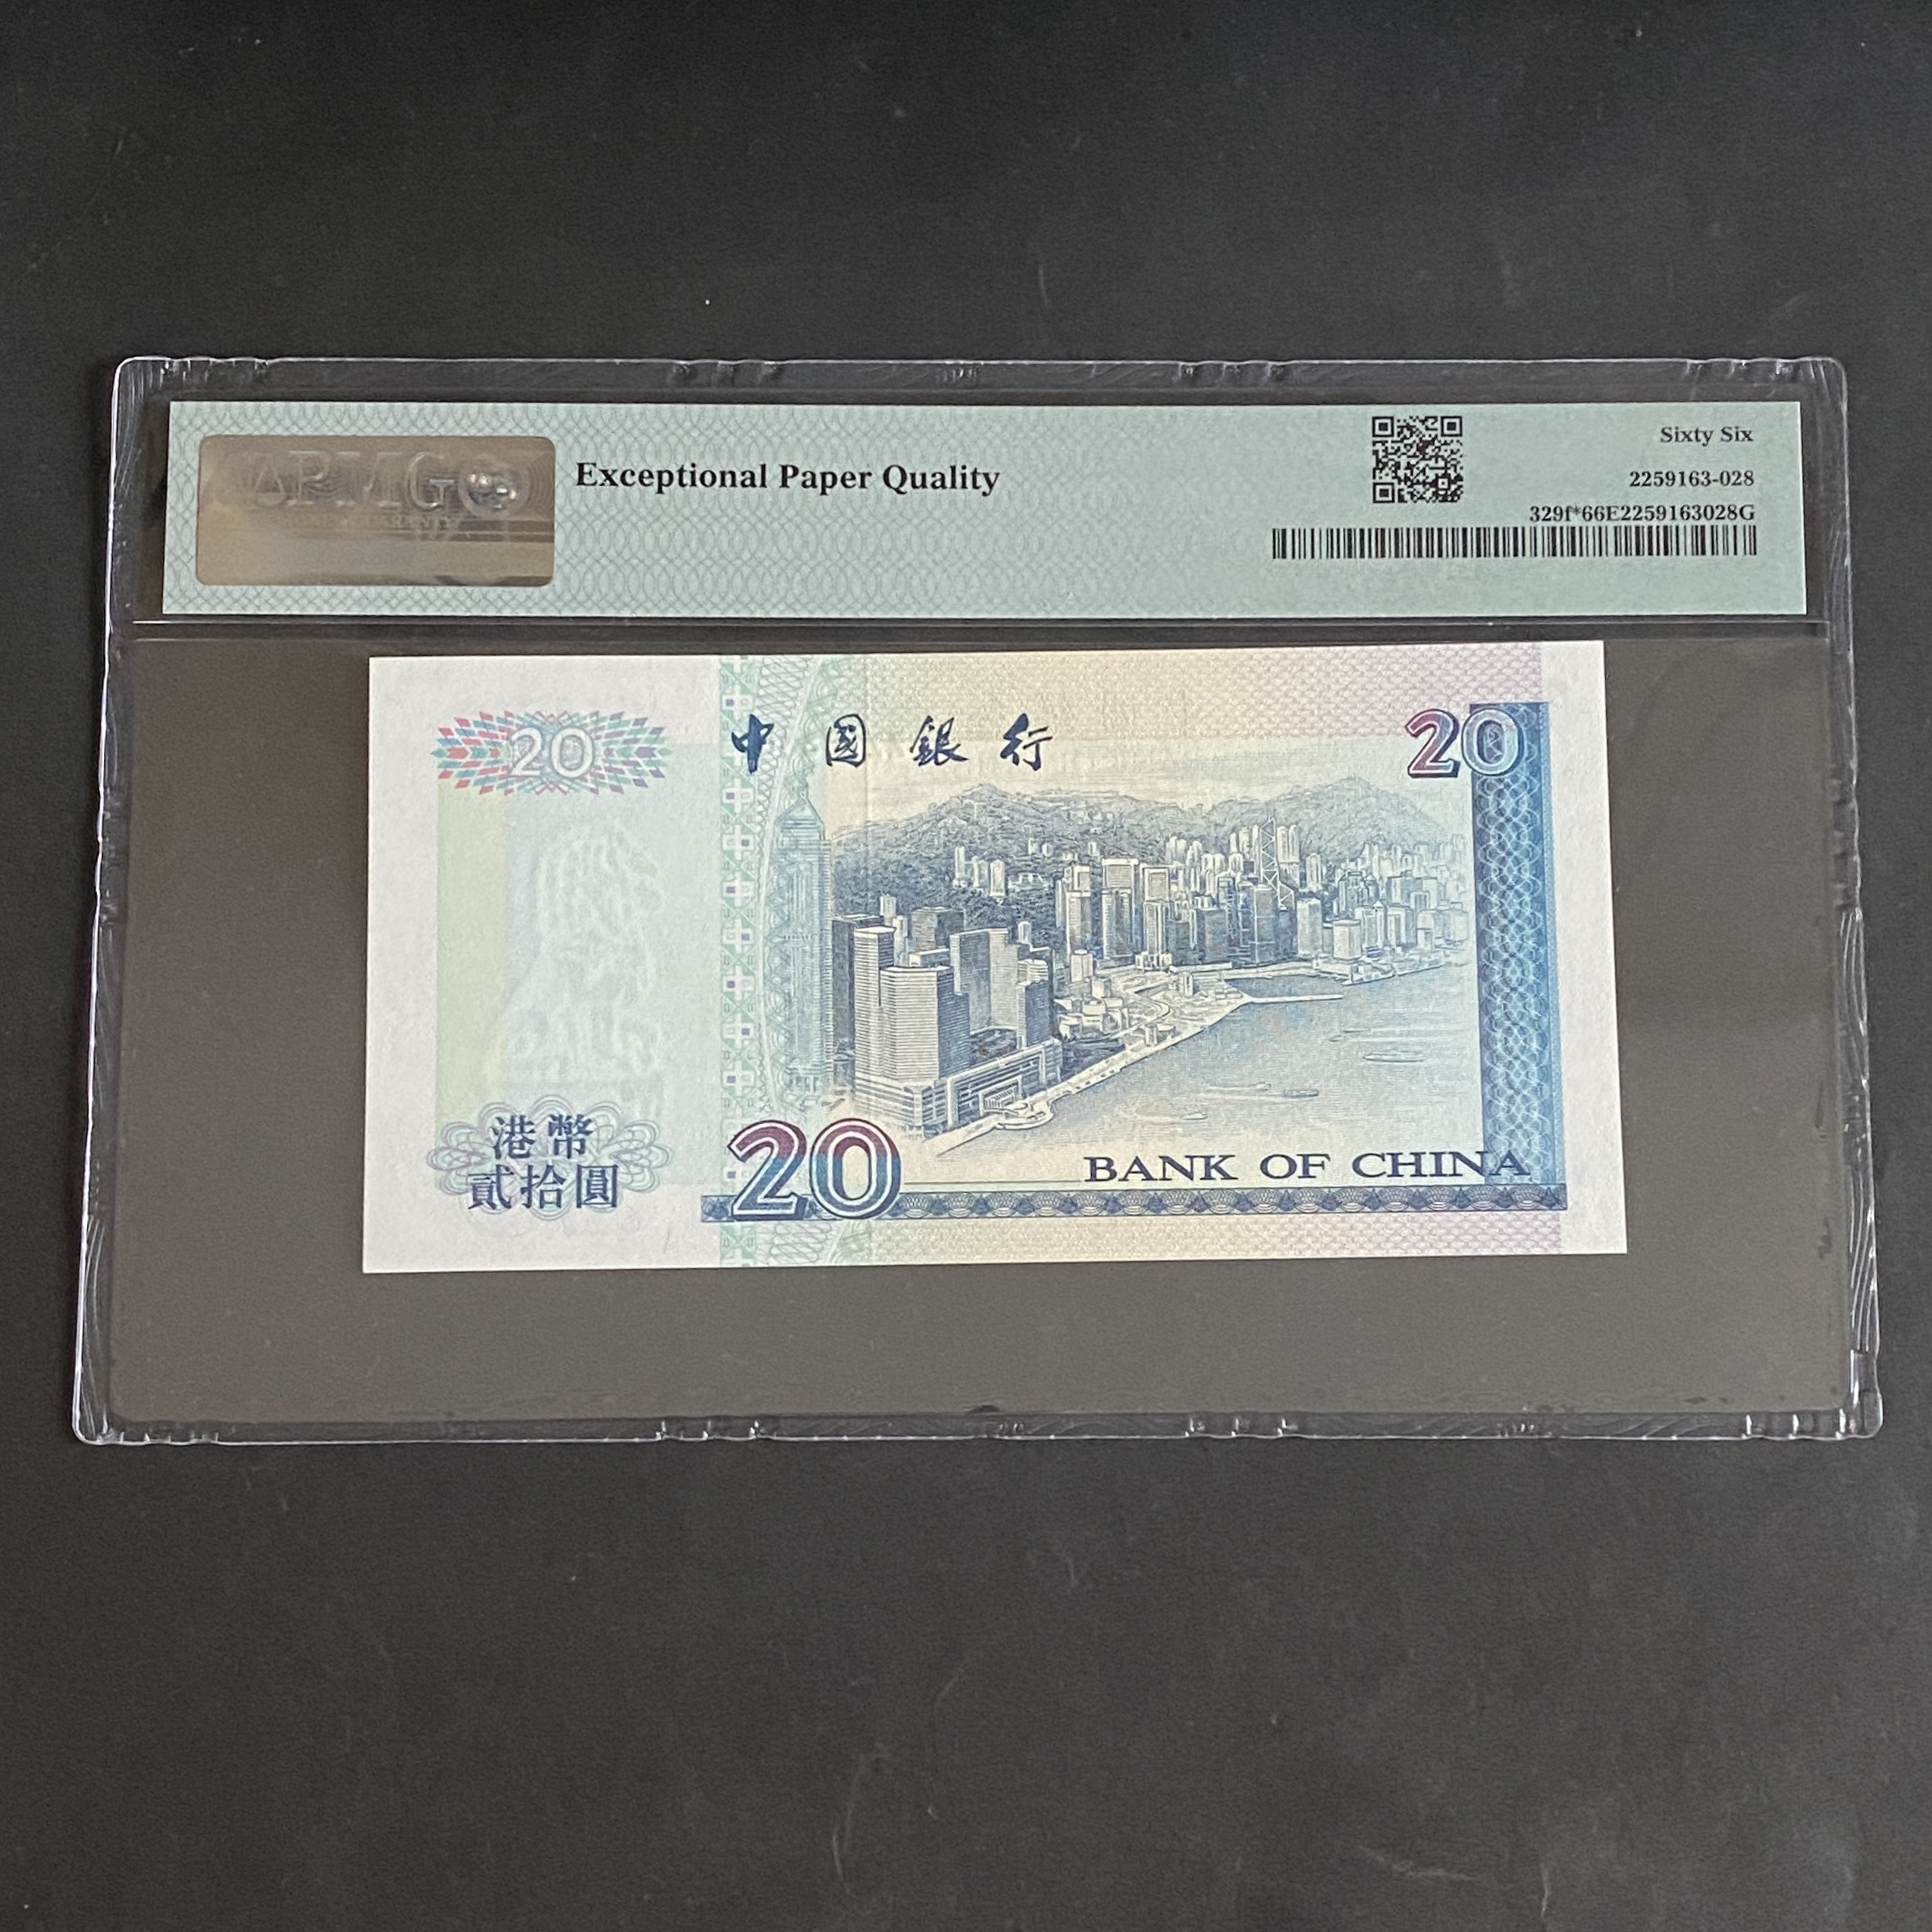 PMG
Exceptional Paper Quality
Sixty Six
2259163-028
329f*66E2259163028G
20
中國銀行
20
港幣
貳拾圓
20
BANK OF CHINA